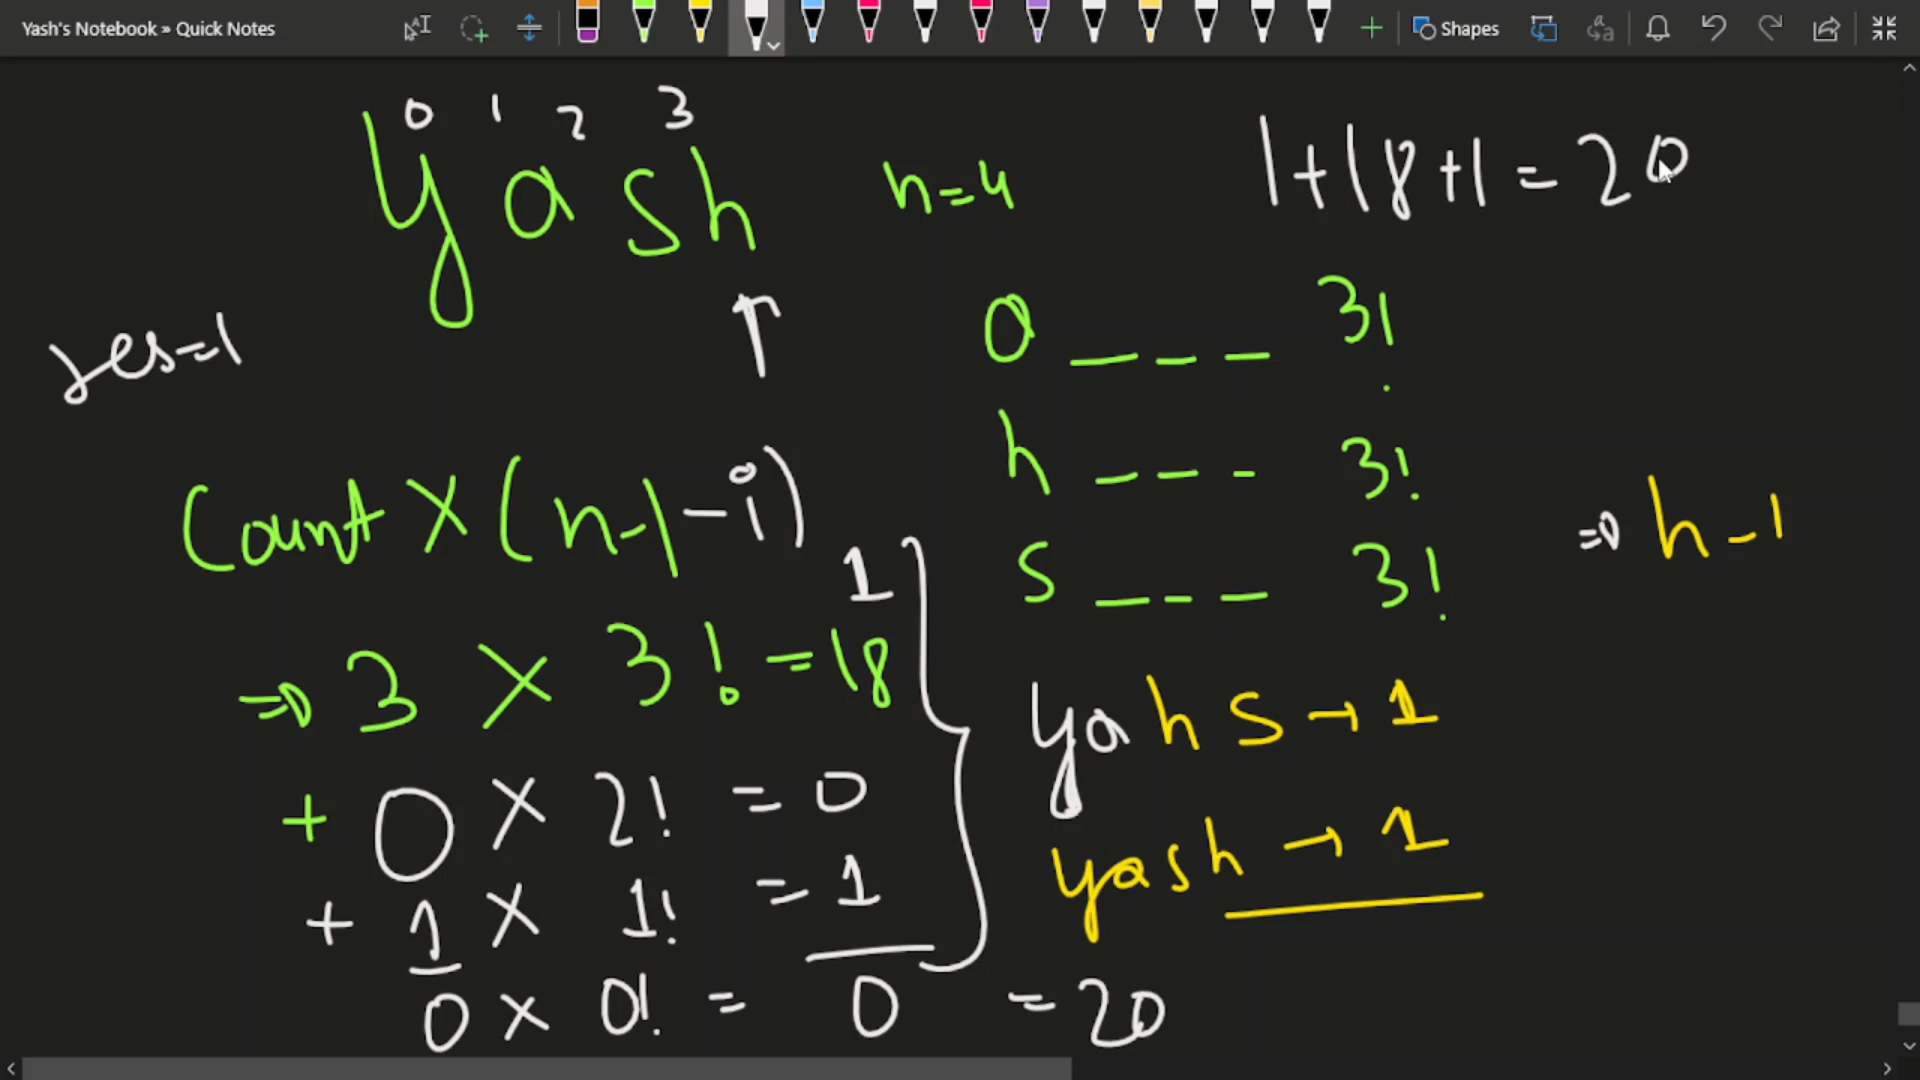 Yash's Notebook » Quick Notes
Shapes
0 1 2 3
yash
n=4
1+18+1=20
res=1
a _ _ _ 3!
h _ _ _ 3!
s _ _ _ 3!
⇒ n-1
Count X (n-1-i)
1
⇒ 3 X 3! =18
+ 0 X 2! = 0
+ 1 X 1! = 1
0 x 0! = 0 = 20
yahs → 1
yash → 1